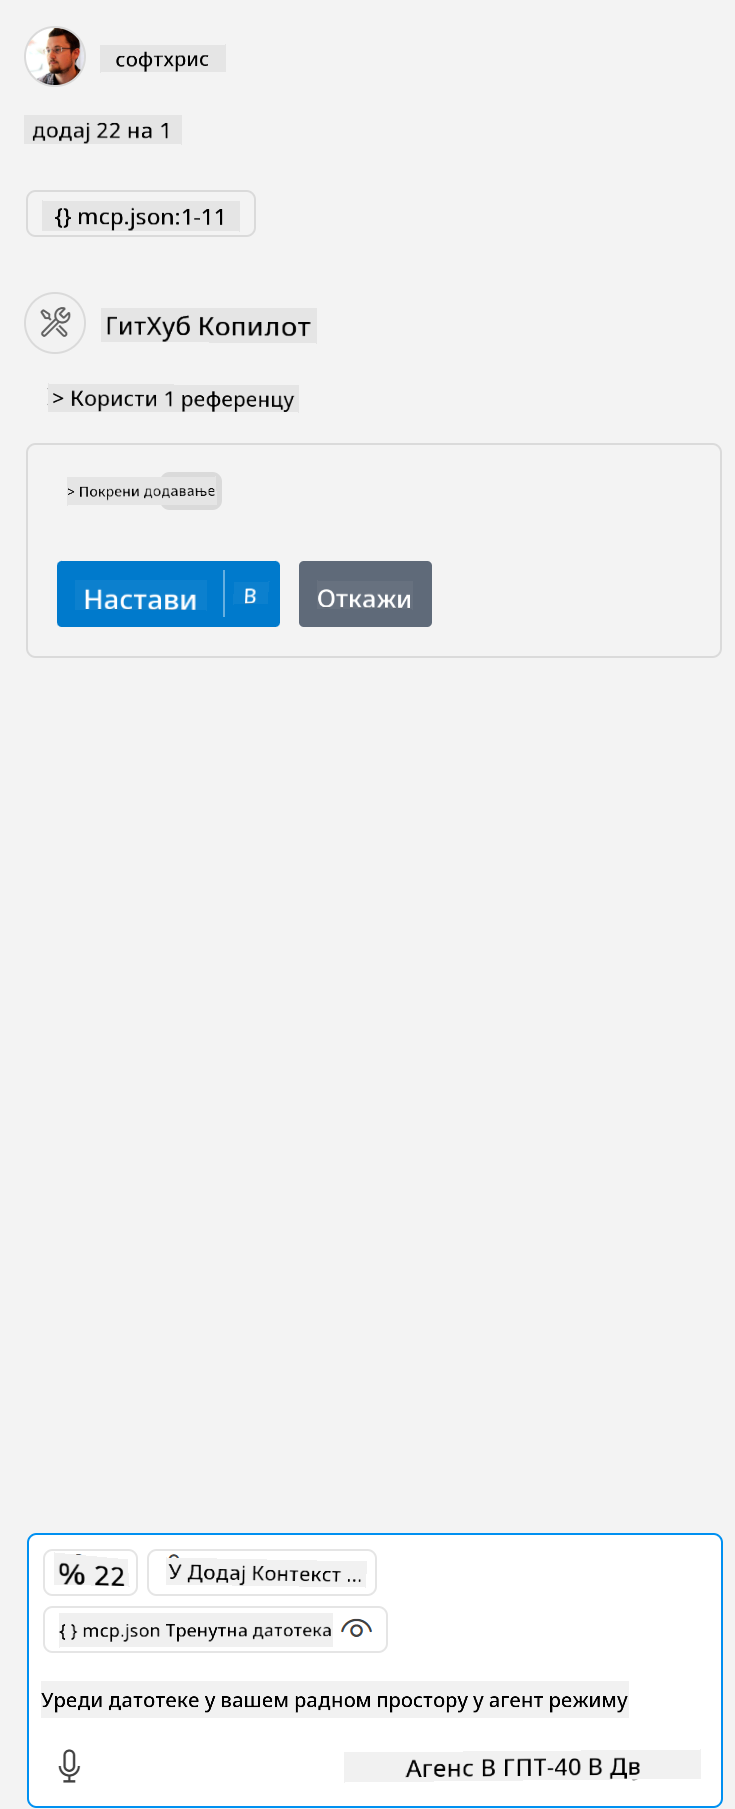 софтхрис
додај 22 на 1
{} mcp.json:1-11
ГитХуб Копилот
> Користи 1 референцу
> Покрени додавање
Настави В Откажи
% 22 У Додај Контекст ...
{ } mcp.json Тренутна датотека
Уреди датотеке у вашем радном простору у агент режиму
Агенс В ГПТ-40 В Дв